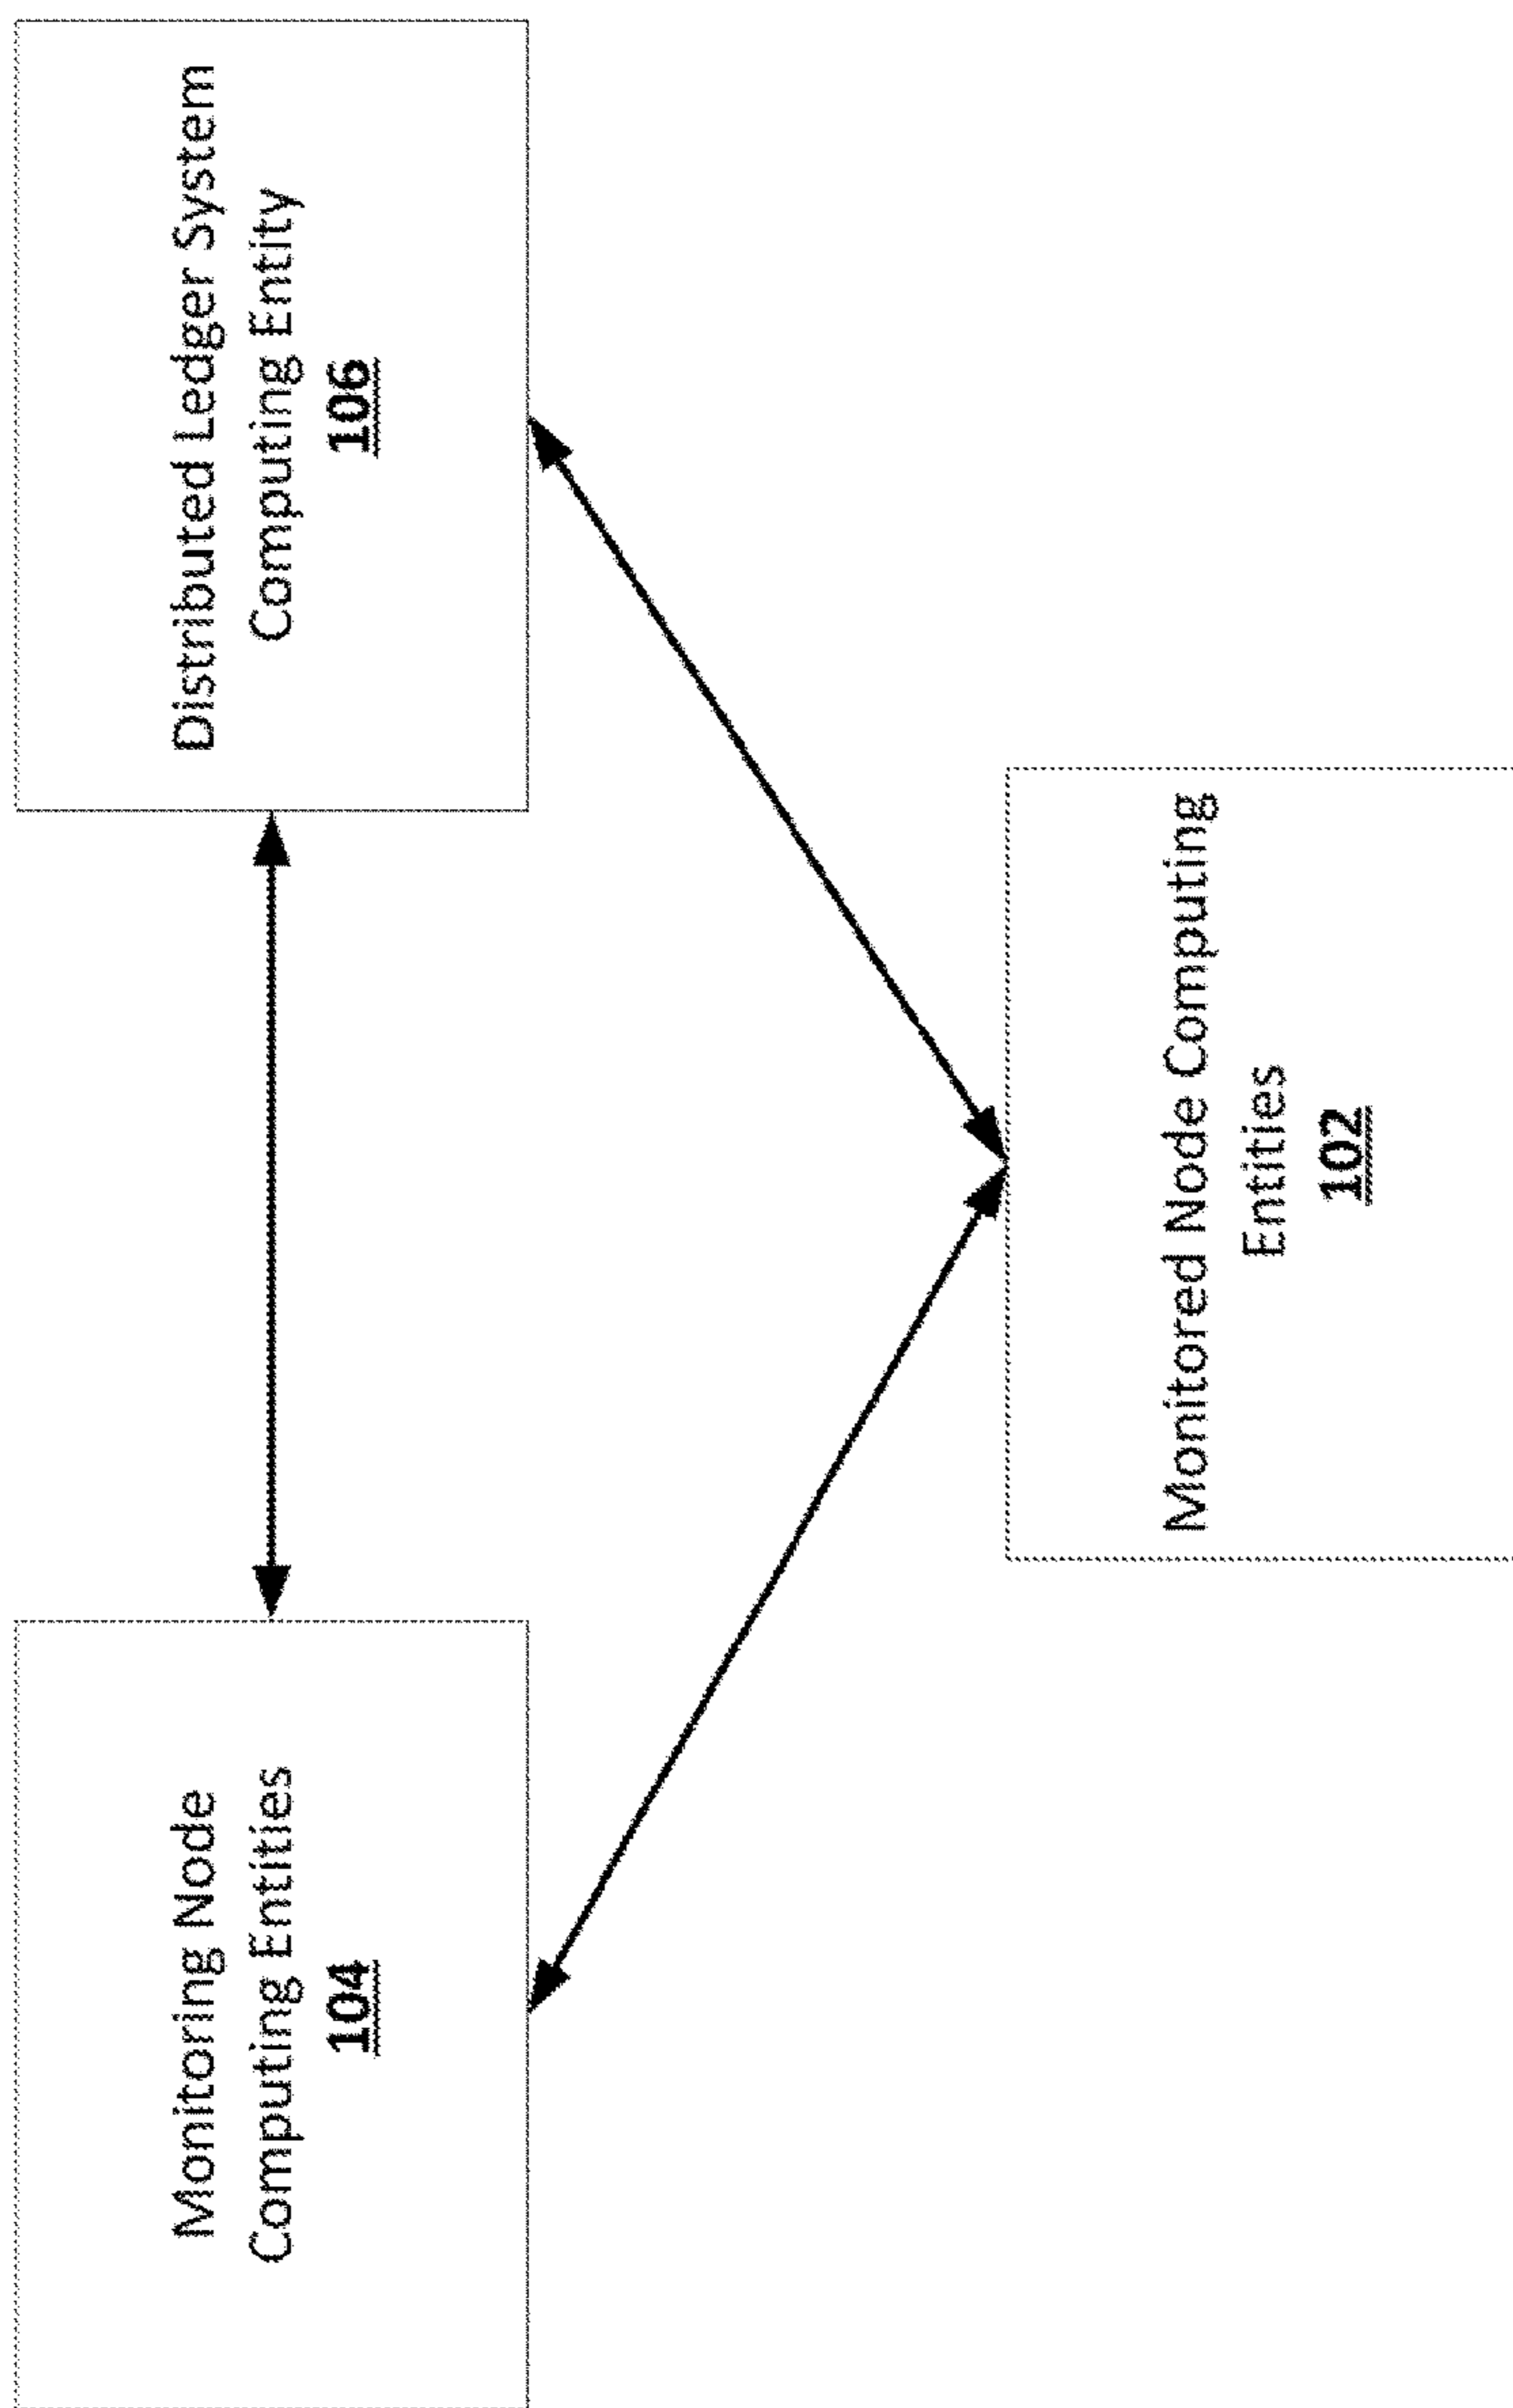 Monitoring Node
Computing Entities
104
Distributed Ledger System
Computing Entity
106
Monitored Node Computing
Entities
102